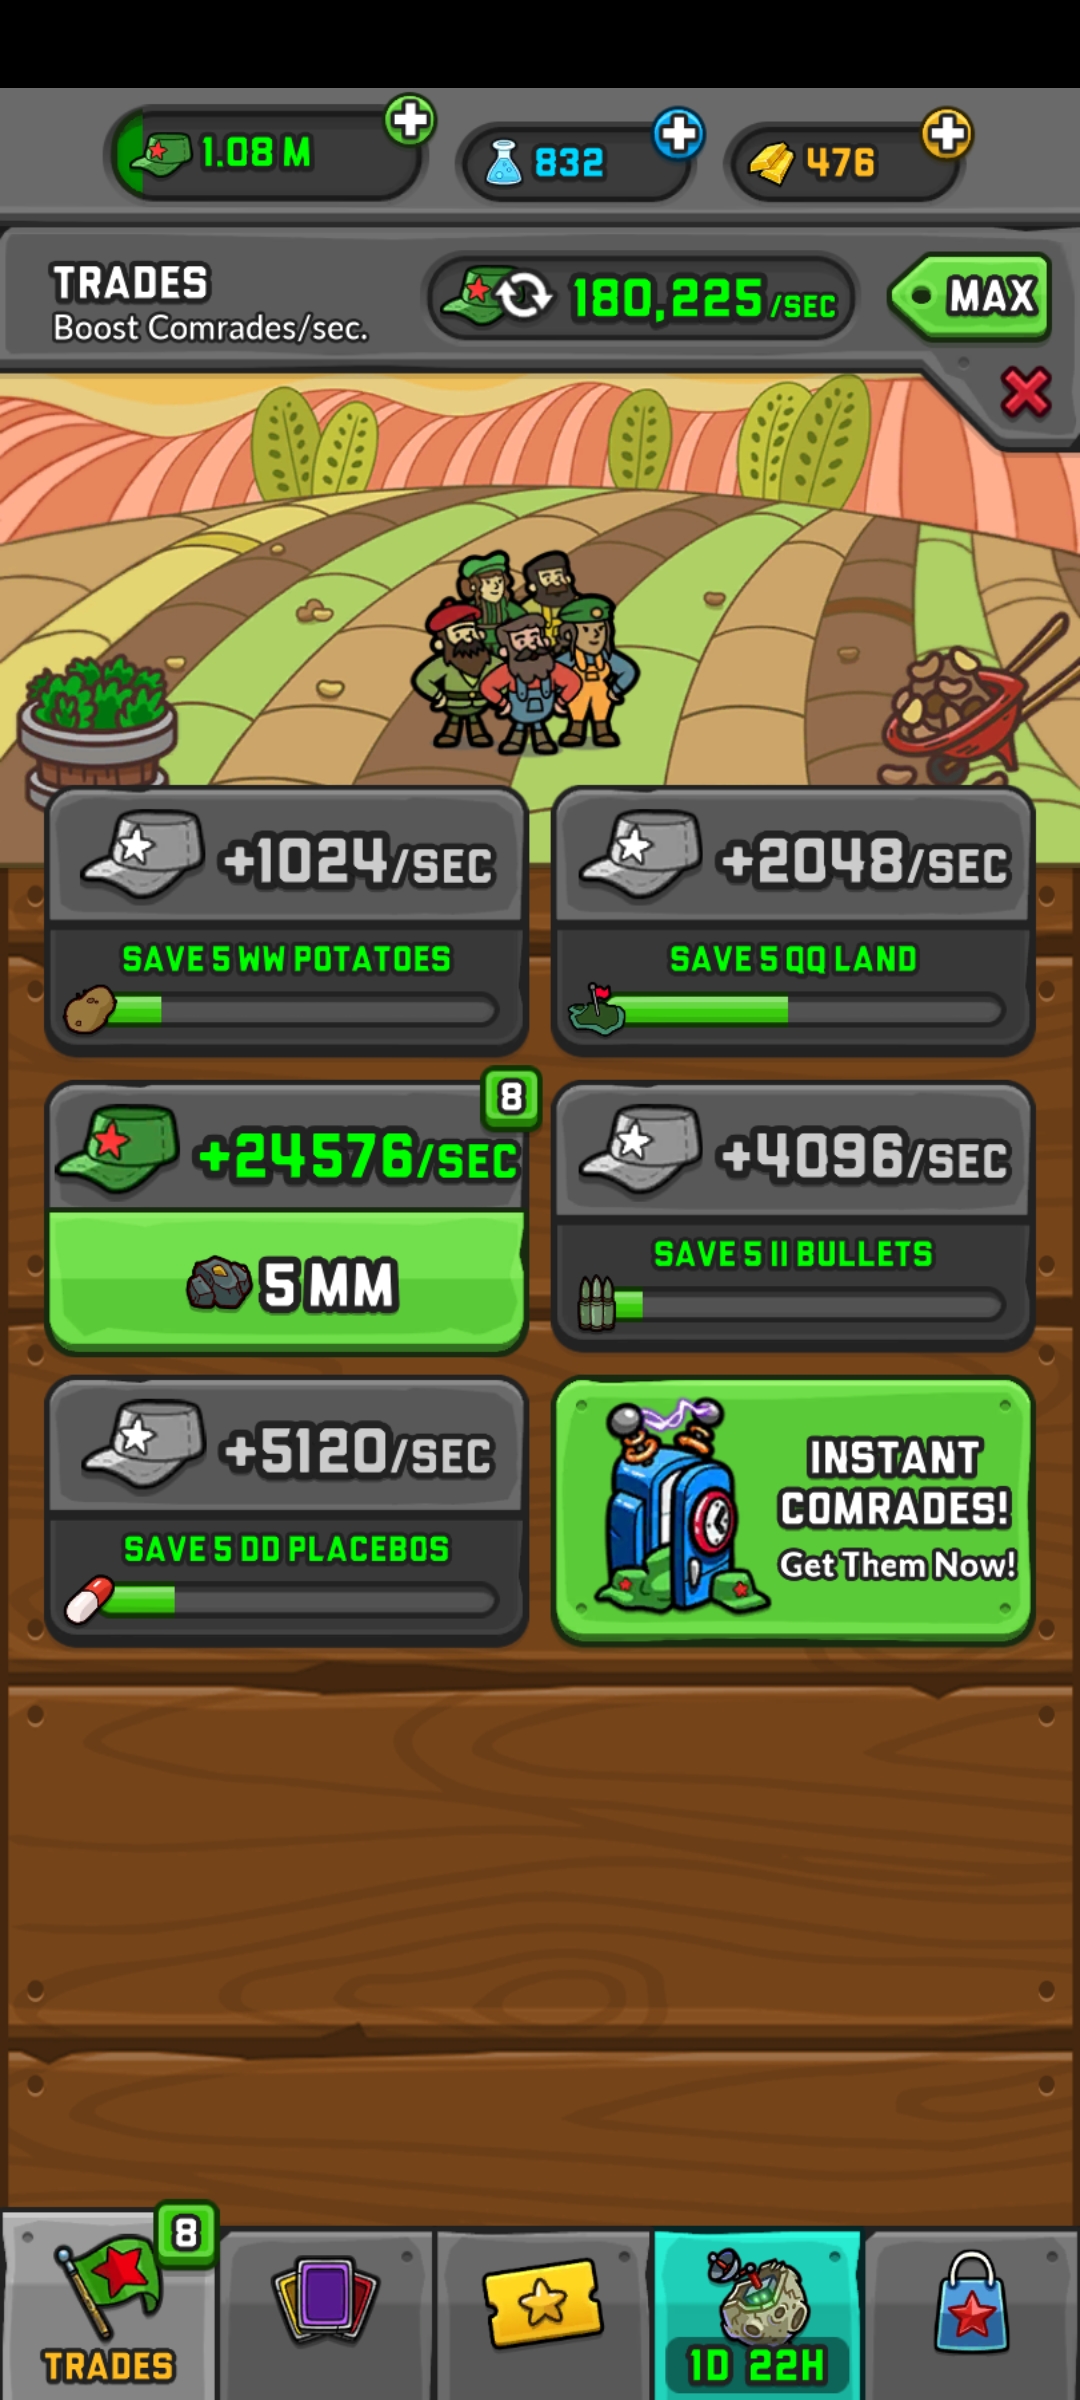 1.08 M
832
476
TRADES
Boost Comrades/sec.
180,225/SEC
MAX
+1024/SEC
+2048/SEC
SAVE 5 WW POTATOES
SAVE 5 QQ LAND
8
+24576/SEC
+4096/SEC
5 MM
SAVE 5 II BULLETS
+5120/SEC
INSTANT
COMRADES!
Get Them Now!
SAVE 5 DD PLACEBOS
8
TRADES
1D 22H